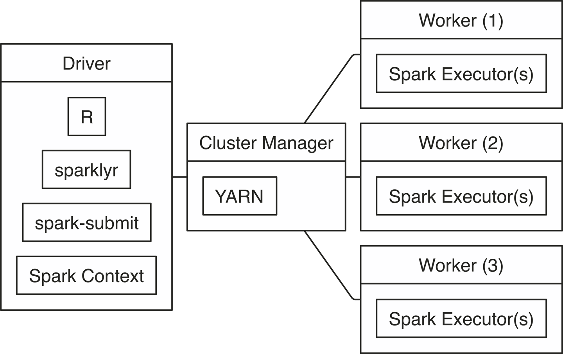 Driver
R
sparklyr
spark-submit
Spark Context
Cluster Manager
YARN
Worker (1)
Spark Executor(s)
Worker (2)
Spark Executor(s)
Worker (3)
Spark Executor(s)